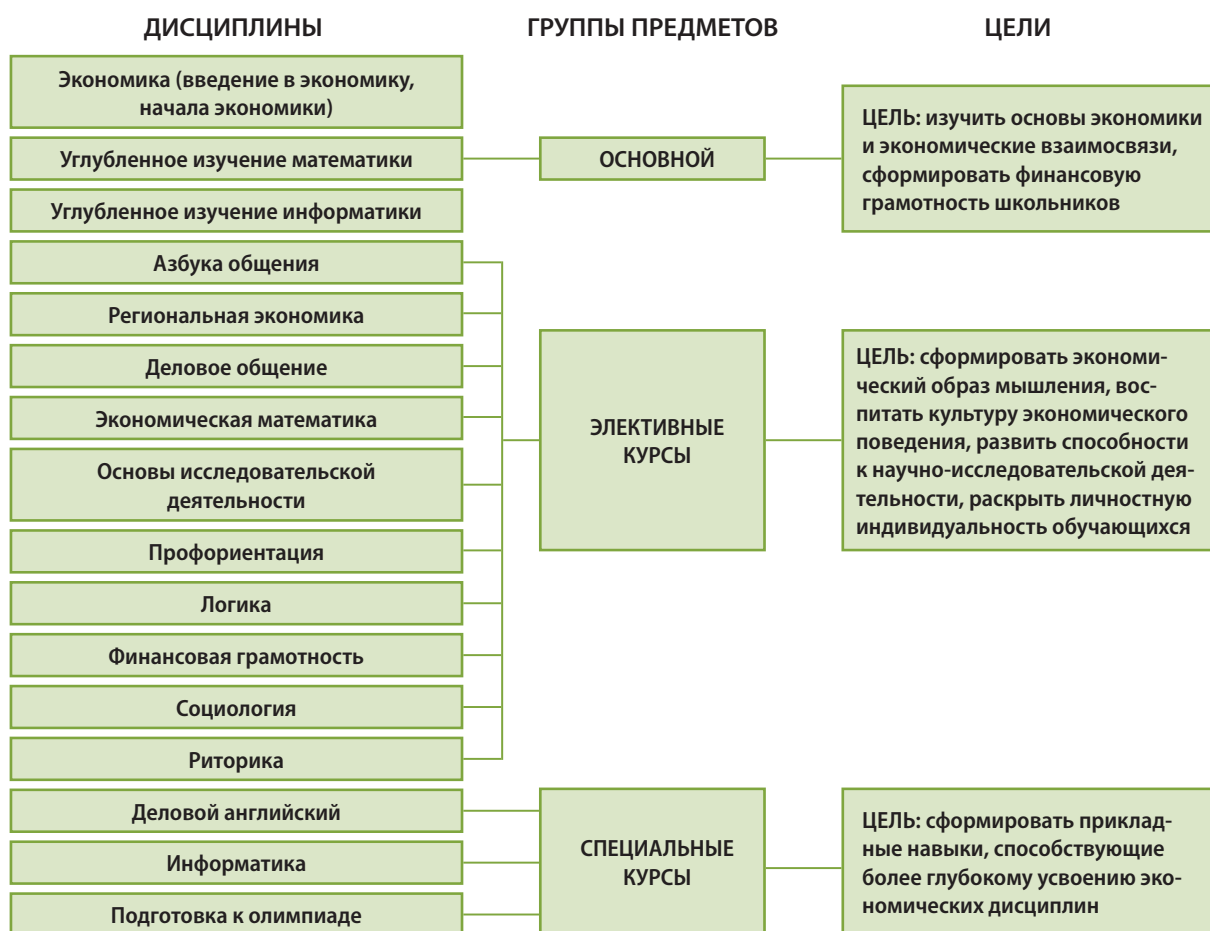 ДИСЦИПЛИНЫ
ГРУППЫ ПРЕДМЕТОВ
ЦЕЛИ
Экономика (введение в экономику,
начала экономики)
Углубленное изучение математики
Углубленное изучение информатики
ОСНОВНОЙ
ЦЕЛЬ: изучить основы экономики
и экономические взаимосвязи,
сформировать финансовую
грамотность школьников
Азбука общения
Региональная экономика
Деловое общение
Экономическая математика
Основы исследовательской
деятельности
Профориентация
Логика
Финансовая грамотность
Социология
Риторика
ЭЛЕКТИВНЫЕ
КУРСЫ
ЦЕЛЬ: сформировать экономи-
ческий образ мышления, вос-
питать культуру экономического
поведения, развить способности
к научно-исследовательской дея-
тельности, раскрыть личностную
индивидуальность обучающихся
Деловой английский
Информатика
Подготовка к олимпиаде
СПЕЦИАЛЬНЫЕ
КУРСЫ
ЦЕЛЬ: сформировать приклад-
ные навыки, способствующие
более глубокому усвоению эко-
номических дисциплин